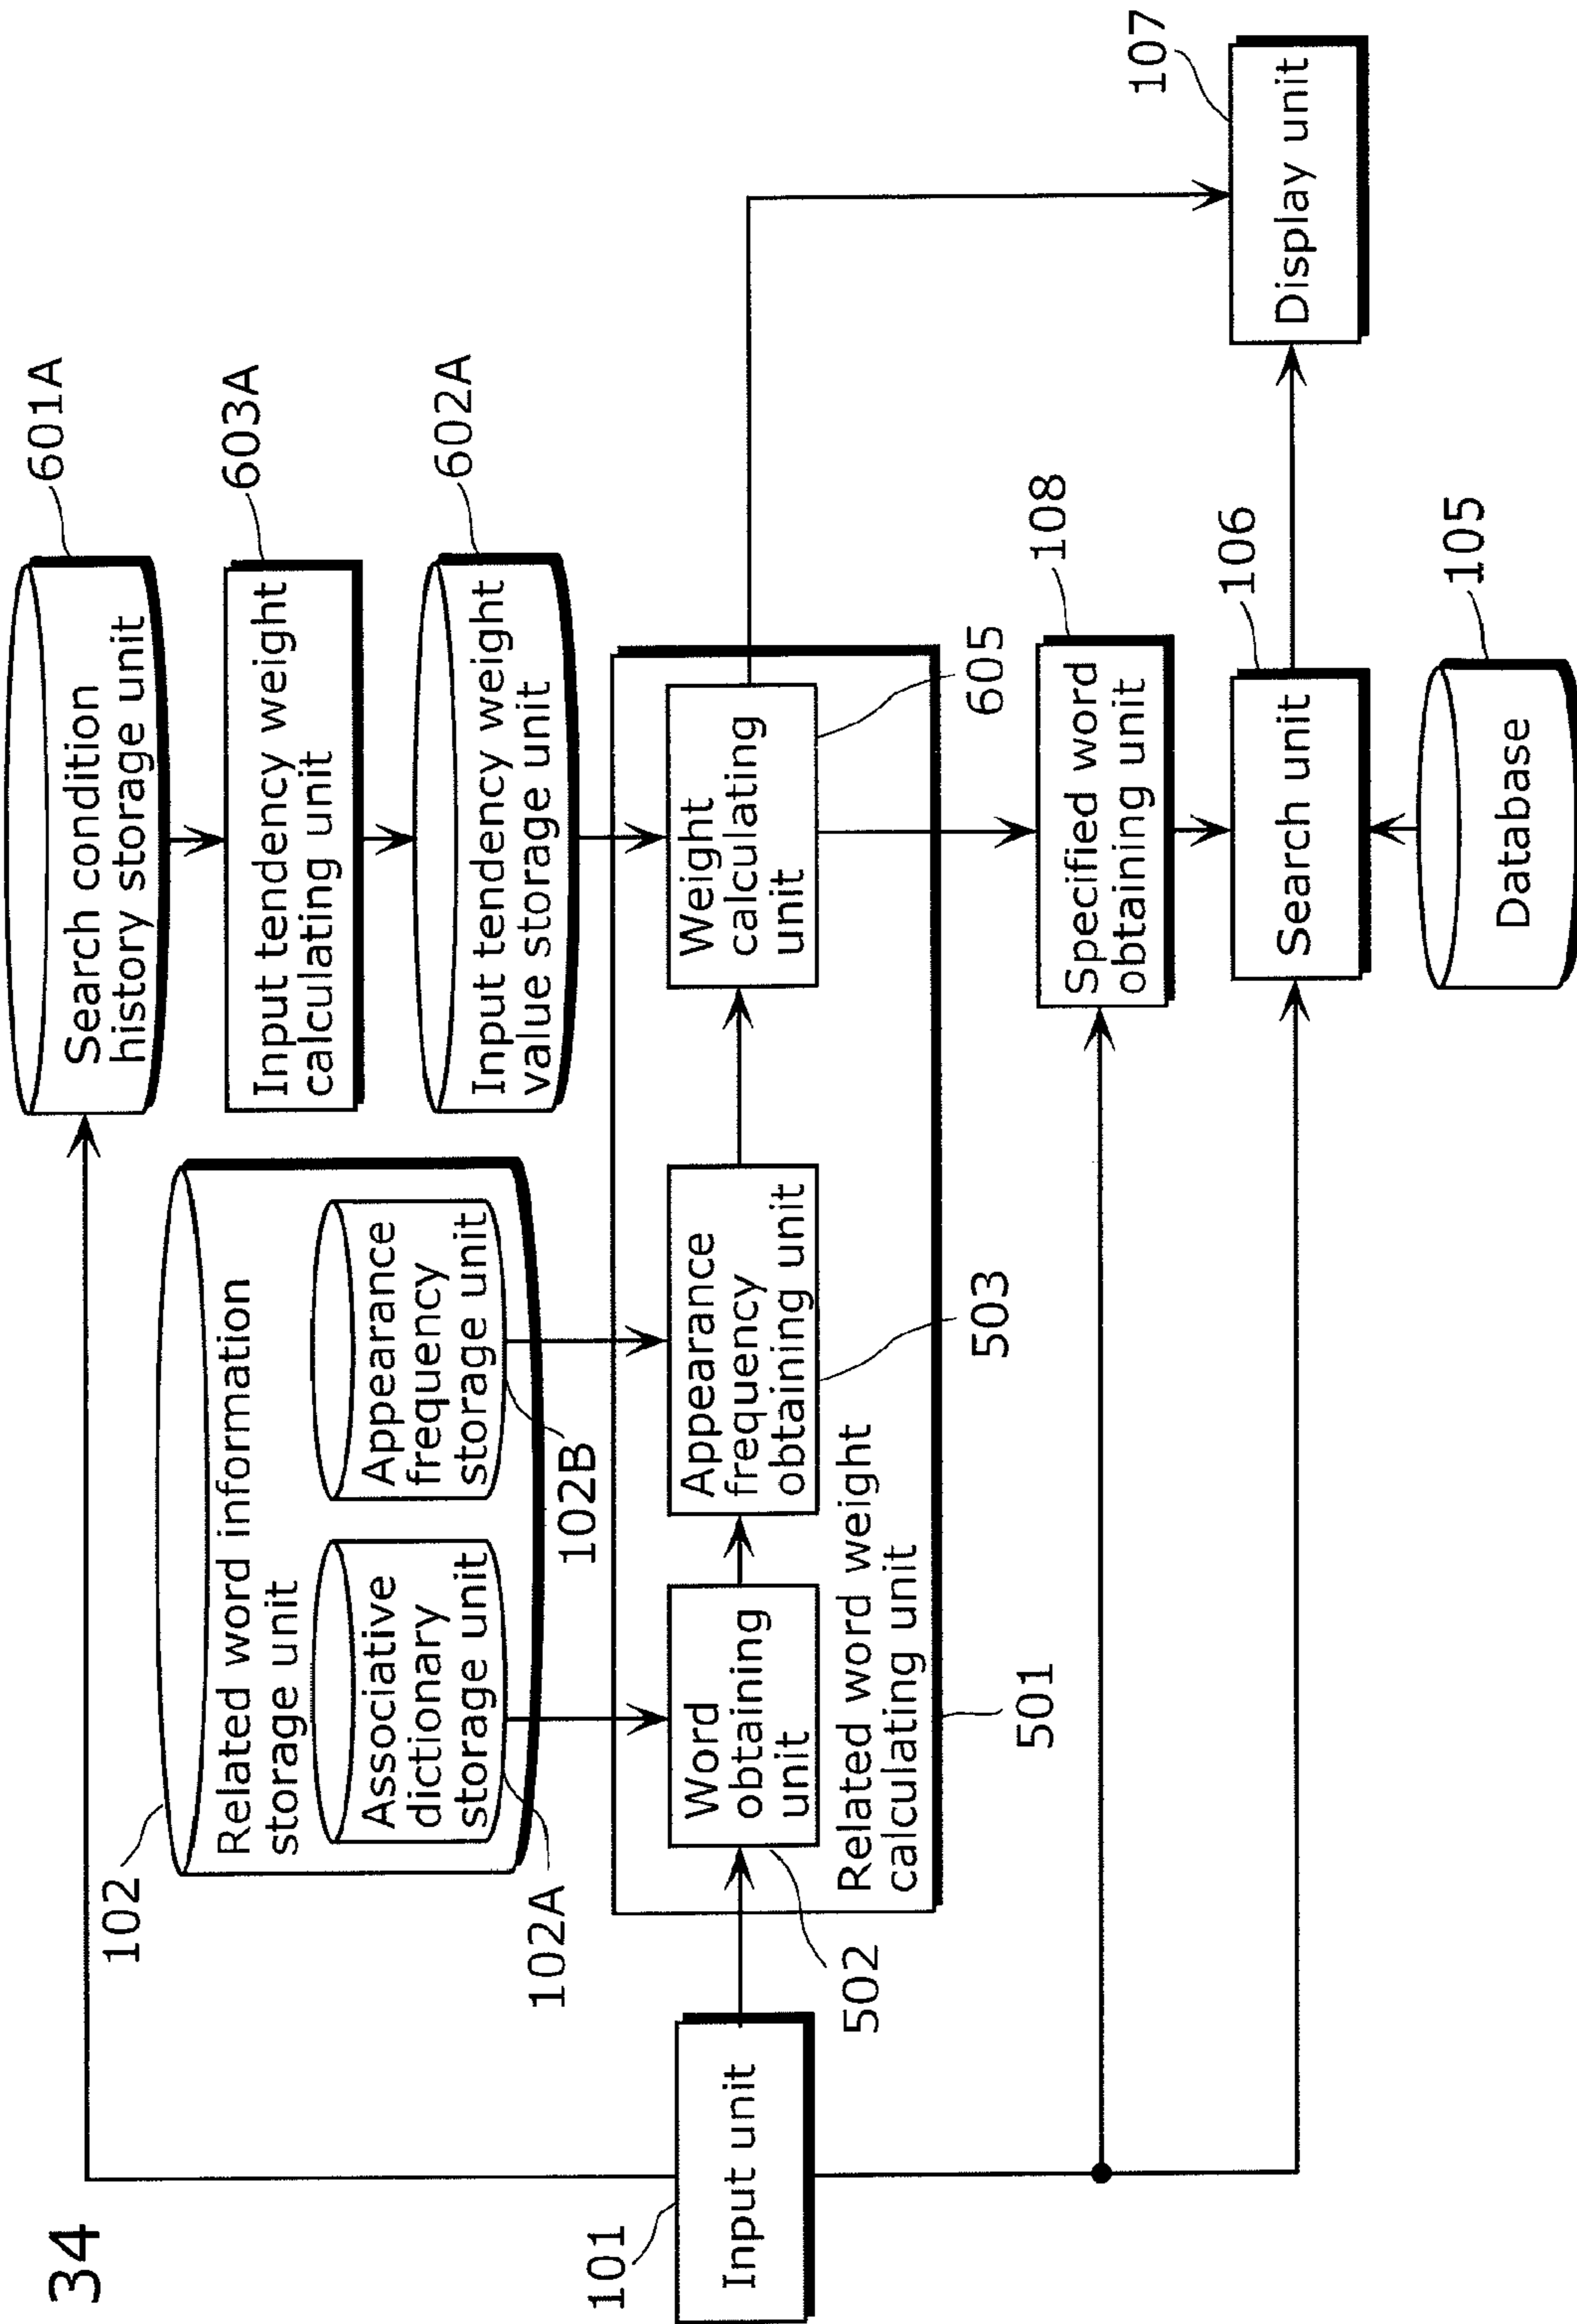 34
601A
Search condition
history storage unit
603A
Input tendency weight
calculating unit
602A
Input tendency weight
value storage unit
102
Related word information
storage unit
Associative
dictionary
storage unit
102A
Appearance
frequency
storage unit
102B
101
Input unit
Word
obtaining
unit
502
Appearance
frequency
obtaining unit
503
Weight
calculating
unit
605
Related word weight
calculating unit
501
Specified word
obtaining unit
108
Search unit
106
Database
105
Display unit
107